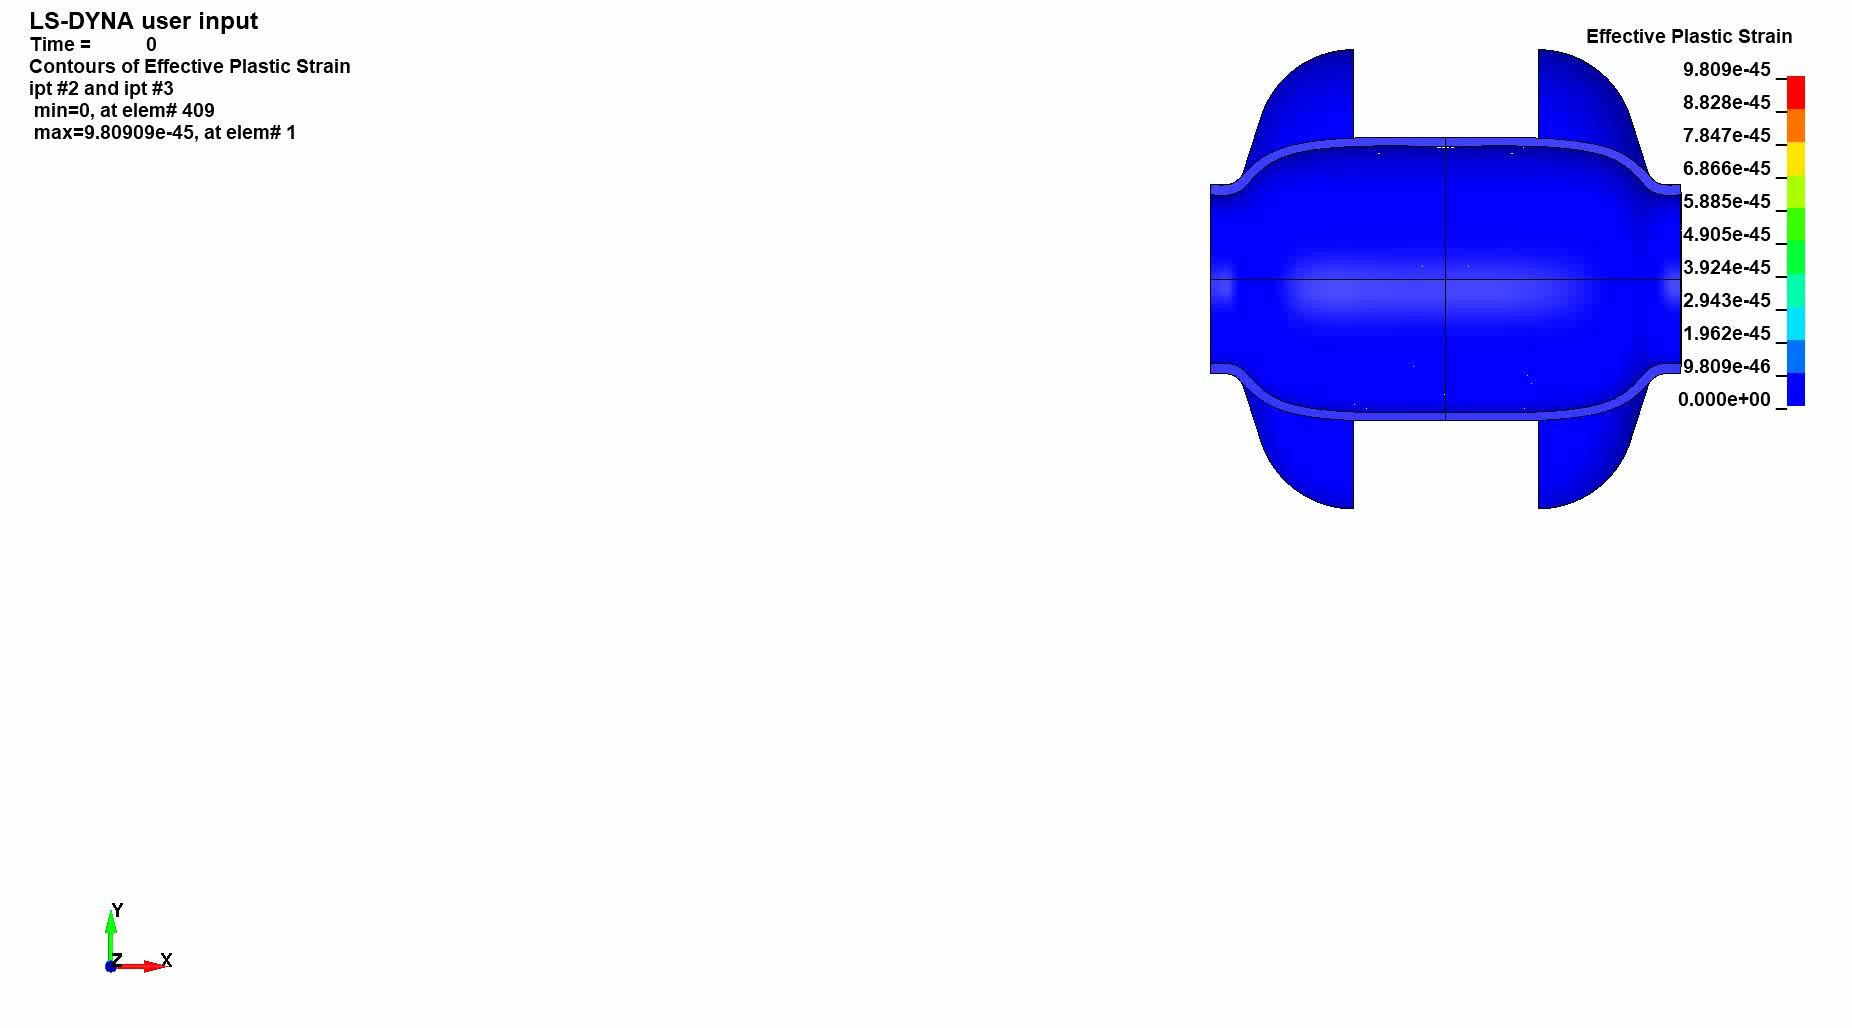 LS-DYNA user input
Time =          0
Contours of Effective Plastic Strain
ipt #2 and ipt #3
min=0, at elem# 409
max=9.80909e-45, at elem# 1
Effective Plastic Strain
9.809e-45
8.828e-45
7.847e-45
6.866e-45
5.885e-45
4.905e-45
3.924e-45
2.943e-45
1.962e-45
9.809e-46
0.000e+00
Y
Z
X